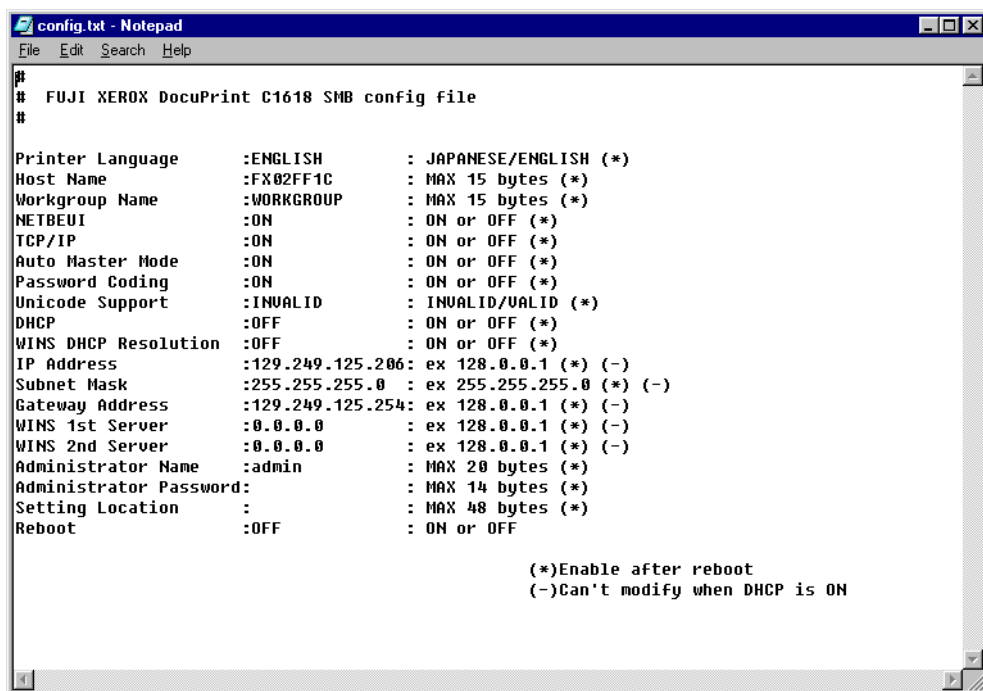 config.txt - Notepad
File Edit Search Help
#
# FUJI XEROX DocuPrint C1618 SMB config file
#
Printer Language :ENGLISH : JAPANESE/ENGLISH (*)
Host Name :FX02FF1C : MAX 15 bytes (*)
Workgroup Name :WORKGROUP : MAX 15 bytes (*)
NETBEUI :ON : ON or OFF (*)
TCP/IP :ON : ON or OFF (*)
Auto Master Mode :ON : ON or OFF (*)
Password Coding :ON : ON or OFF (*)
Unicode Support :INVALID : INVALID/VALID (*)
DHCP :OFF : ON or OFF (*)
WINS DHCP Resolution :OFF : ON or OFF (*)
IP Address :129.249.125.206: ex 128.0.0.1 (*) (-)
Subnet Mask :255.255.255.0 : ex 255.255.255.0 (*) (-)
Gateway Address :129.249.125.254: ex 128.0.0.1 (*) (-)
WINS 1st Server :0.0.0.0 : ex 128.0.0.1 (*) (-)
WINS 2nd Server :0.0.0.0 : ex 128.0.0.1 (*) (-)
Administrator Name :admin : MAX 20 bytes (*)
Administrator Password: : MAX 14 bytes (*)
Setting Location : : MAX 48 bytes (*)
Reboot :OFF : ON or OFF
(*)Enable after reboot
(-)Can't modify when DHCP is ON